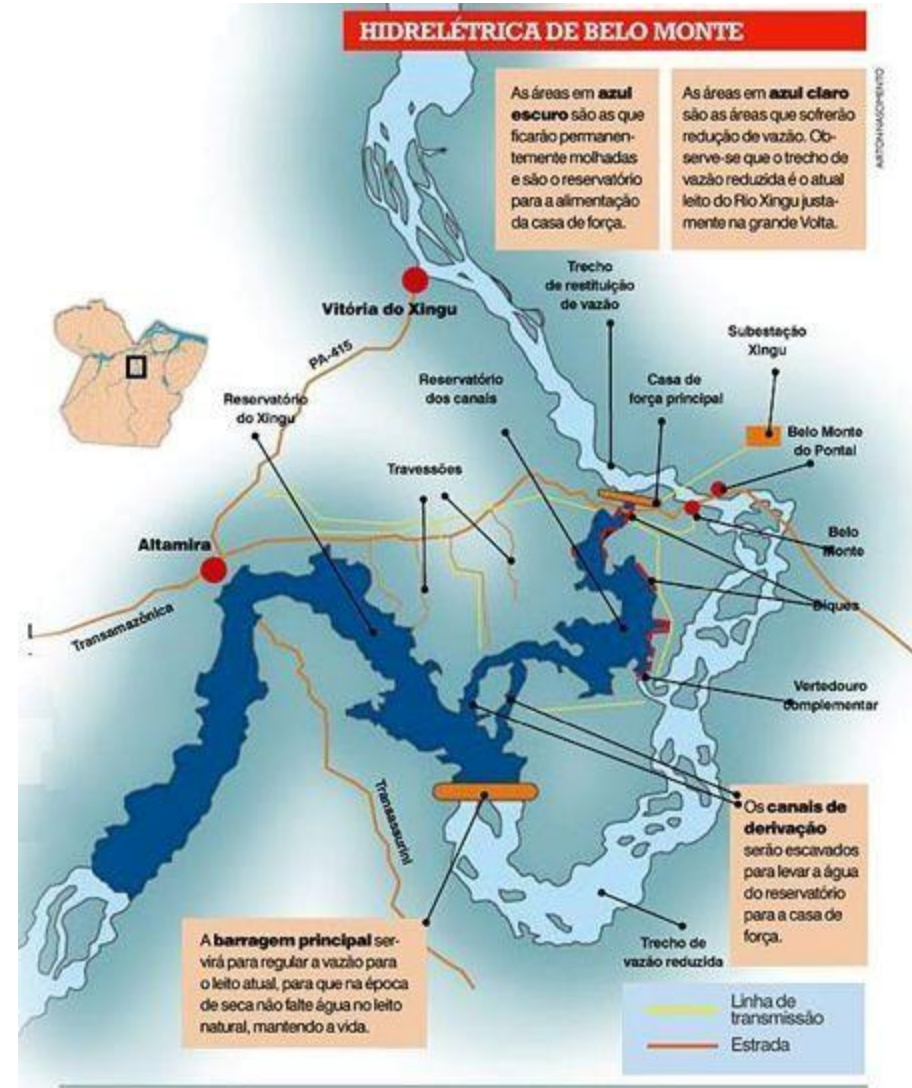 HIDRELÉTRICA DE BELO MONTE
As áreas em azul
escuro são as que
ficarão permanen-
temente molhadas
e são o reservatório
para a alimentação
da casa de força.
As áreas em azul claro
são as áreas que sofrerão
redução de vazão. Ob-
serve-se que o trecho de
vazão reduzida é o atual
leito do Rio Xingu justa-
mente na grande Volta.
Trecho
de restituição
de vazão
Vitória do Xingu
Subestação
Xingu
PA-415
Reservatório
do Xingu
Reservatório
dos canais
Casa de
força principal
Belo Monte
do Pontal
Travessões
Altamira
Belo
Monte
Diques
Transamazônica
Vertedouro
complementar
Transassurini
Os canais de
derivação
serão escavados
para levar a água
do reservatório
para a casa de
força.
A barragem principal ser-
virá para regular a vazão para
o leito atual, para que na época
de seca não falte água no leito
natural, mantendo a vida.
Trecho de
vazão reduzida
Linha de
transmissão
Estrada